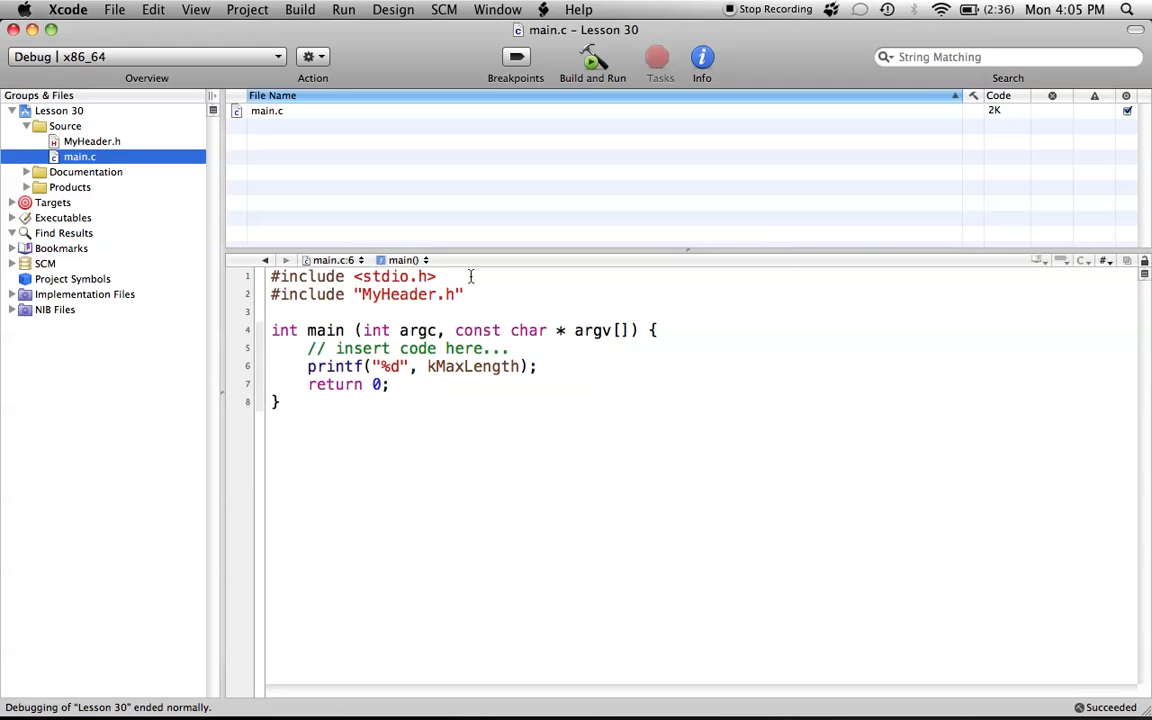 Xcode File Edit View Project Build Run Design SCM Window Help Stop Recording (2:36) Mon 4:05 PM
main.c – Lesson 30
Debug | x86_64
String Matching
Overview Action Breakpoints Build and Run Tasks Info Search
Groups & Files
File Name Code
Lesson 30
main.c 2K
Source
MyHeader.h
main.c
Documentation
Products
Targets
Executables
Find Results
Bookmarks
SCM
Project Symbols
Implementation Files
NIB Files
main.c:6 main() C, #,
1 #include <stdio.h>
2 #include "MyHeader.h"
3
4 int main (int argc, const char * argv[]) {
5 // insert code here...
6 printf("%d", kMaxLength);
7 return 0;
8 }
Debugging of "Lesson 30" ended normally. Succeeded